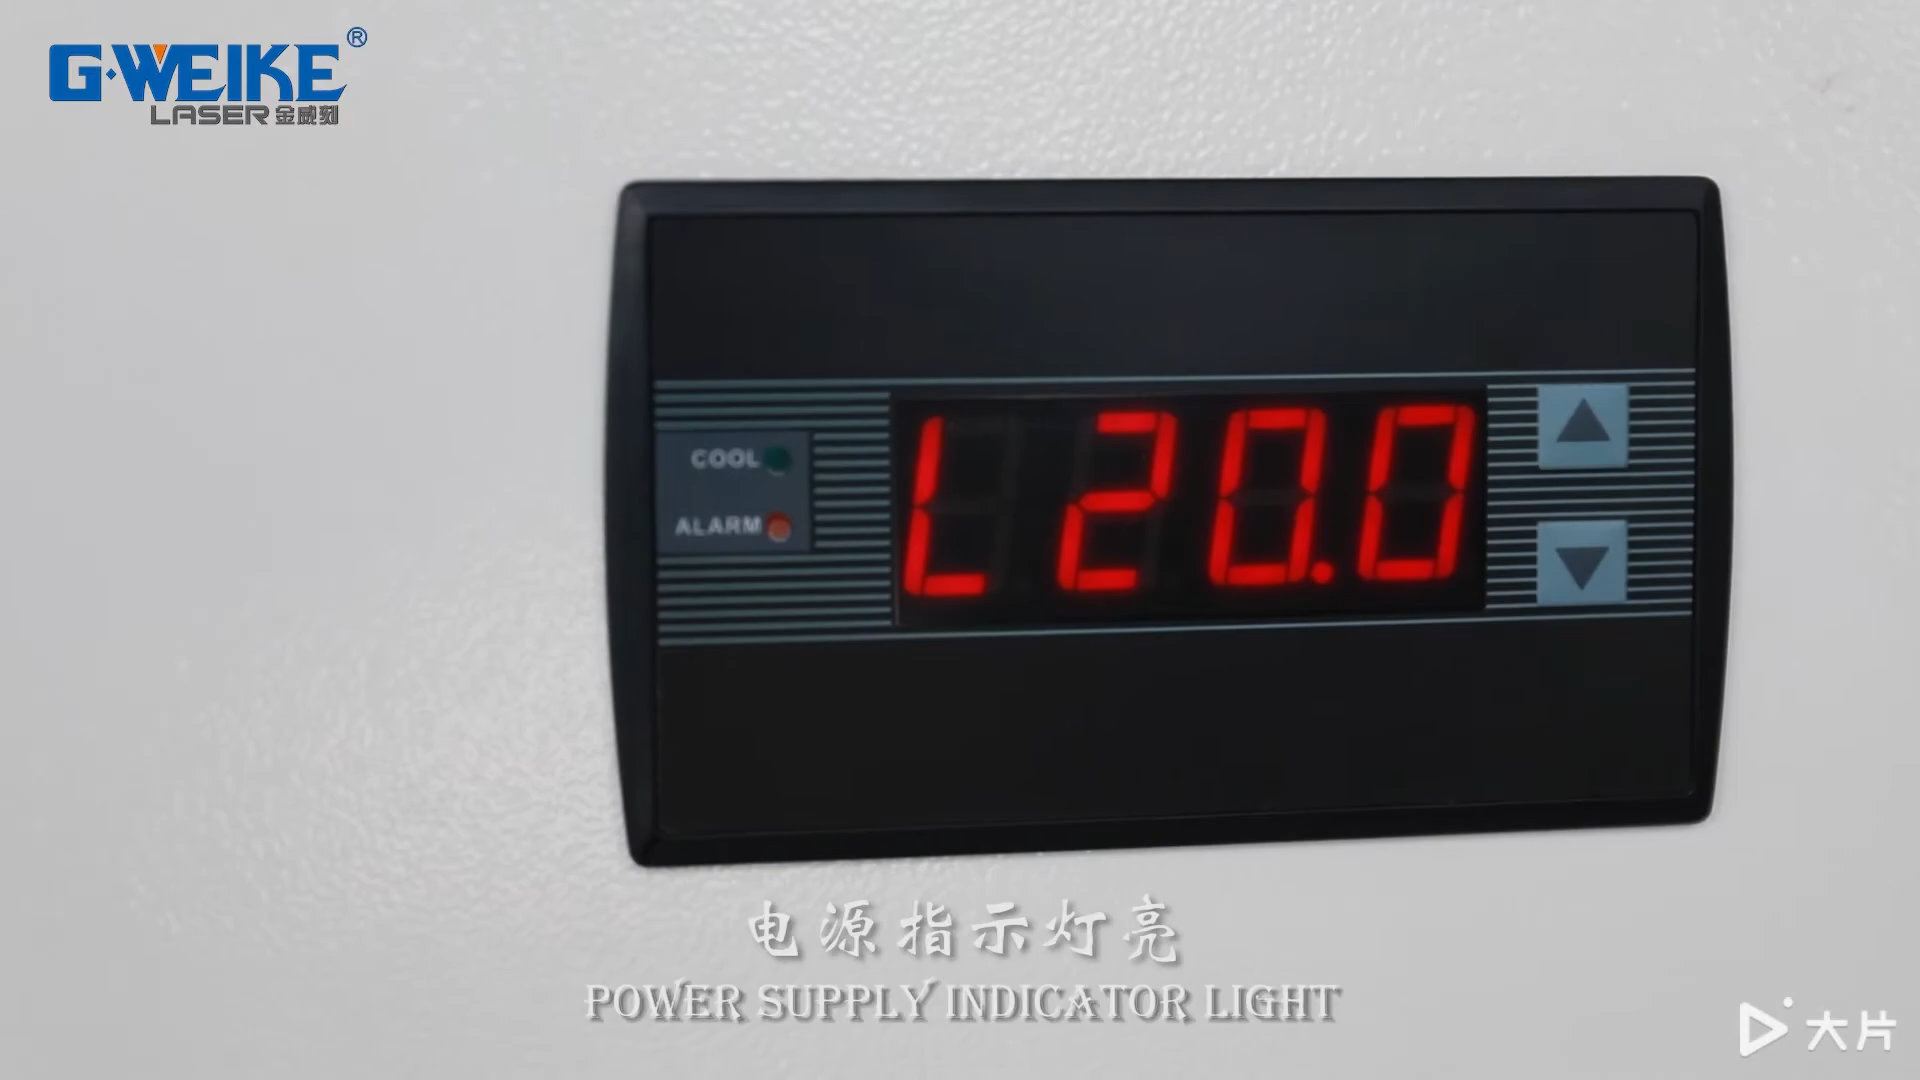 G·WEIKE®
LASER 金威刻
COOL
ALARM
L20.0
电源指示灯亮
POWER SUPPLY INDICATOR LIGHT
大片